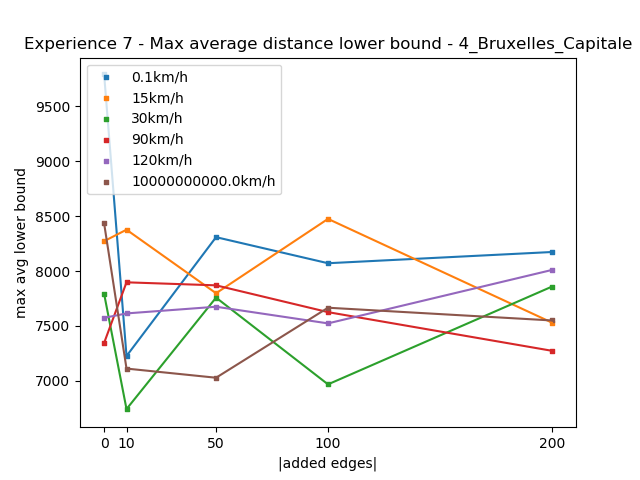 Experience 7 - Max average distance lower bound - 4_Bruxelles_Capitale
0.1km/h
15km/h
30km/h
90km/h
120km/h
10000000000.0km/h
max avg lower bound
9500
9000
8500
8000
7500
7000
0 10 50 100 200
|added edges|